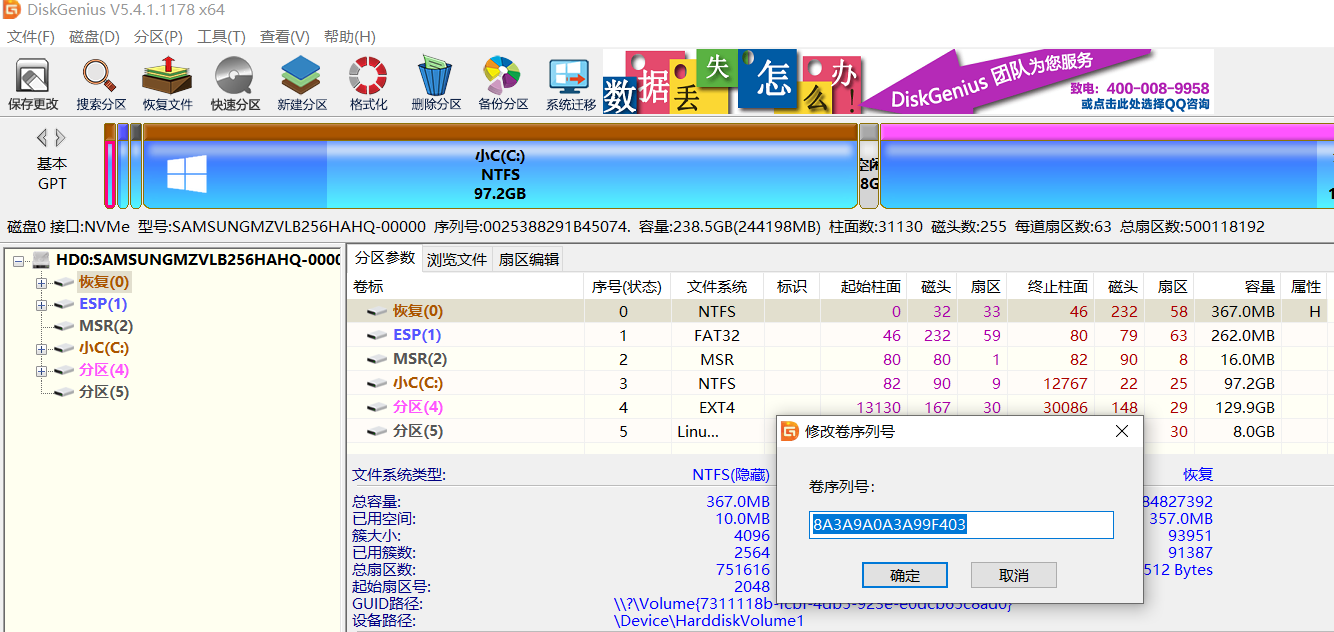 DiskGenius V5.4.1.1178 x64
文件(F) 磁盘(D) 分区(P) 工具(T) 查看(V) 帮助(H)
保存更改 搜索分区 恢复文件 快速分区 新建分区 格式化 删除分区 备份分区 系统迁移
数据丢失怎么办!
DiskGenius 团队为您服务
致电: 400-008-9958
或点击此处选择QQ咨询
基本
GPT
小C(C:)
NTFS
97.2GB
空闲
8G
磁盘0 接口:NVMe 型号:SAMSUNGMZVLB256HAHQ-00000 序列号:0025388291B45074. 容量:238.5GB(244198MB) 柱面数:31130 磁头数:255 每道扇区数:63 总扇区数:500118192
HD0:SAMSUNGMZVLB256HAHQ-0000
恢复(0)
ESP(1)
MSR(2)
小C(C:)
分区(4)
分区(5)
分区参数 浏览文件 扇区编辑
卷标 序号(状态) 文件系统 标识 起始柱面 磁头 扇区 终止柱面 磁头 扇区 容量 属性
恢复(0) 0 NTFS 0 32 33 46 232 58 367.0MB H
ESP(1) 1 FAT32 46 232 59 80 79 63 262.0MB
MSR(2) 2 MSR 80 80 1 82 90 8 16.0MB
小C(C:) 3 NTFS 82 90 9 12767 22 25 97.2GB
分区(4) 4 EXT4 13130 167 30 30086 148 29 129.9GB
分区(5) 5 Linu... 30 8.0GB
文件系统类型: NTFS(隐藏) 恢复
总容量: 367.0MB 84827392
已用空间: 10.0MB 357.0MB
簇大小: 4096 93951
已用簇数: 2564 91387
总扇区数: 751616 512 Bytes
起始扇区号: 2048
GUID路径: \\?\Volume{7311118b-fcbf-4db5-923e-e0dcb65c8ad0}
设备路径: \Device\HarddiskVolume1
修改卷序列号
卷序列号:
8A3A9A0A3A99F403
确定 取消